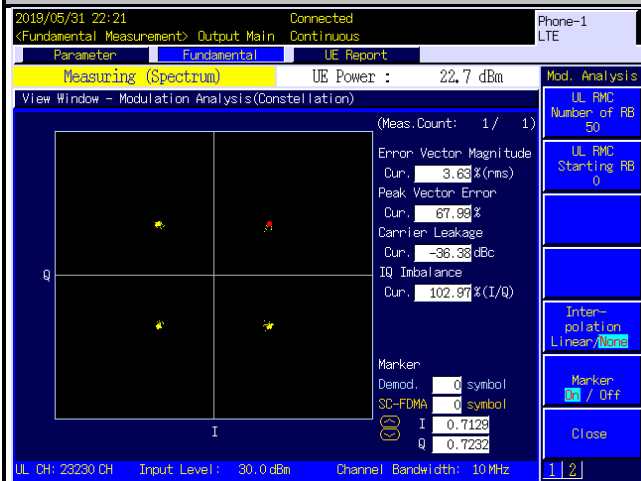 2019/05/31 22:21 Connected Phone-1
<Fundamental Measurement> Output Main Continuous LTE
Parameter Fundamental UE Report
Measuring (Spectrum) UE Power : 22.7 dBm Mod. Analysis
View Window - Modulation Analysis(Constellation)
(Meas.Count: 1/ 1)
Error Vector Magnitude
Cur. 3.63 %(rms)
Peak Vector Error
Cur. 67.99 %
Carrier Leakage
Cur. -36.38 dBc
IQ Imbalance
Cur. 102.97 %(I/Q)
Q
I
Marker
Demod. 0 symbol
SC-FDMA 0 symbol
I 0.7129
Q 0.7232
UL RMC
Number of RB
50
UL RMC
Starting RB
0
Inter-
polation
Linear/None
Marker
On / Off
Close
UL CH: 23230 CH Input Level: 30.0 dBm Channel Bandwidth: 10 MHz 1 2